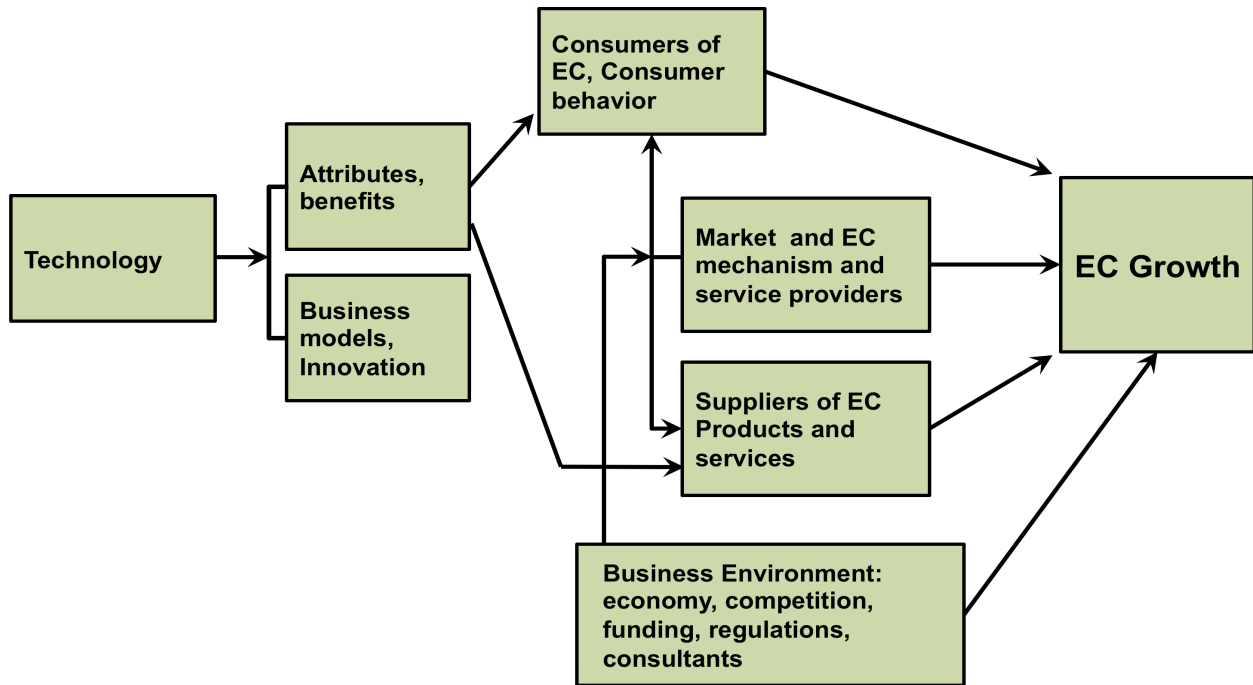 Technology
Attributes,
benefits
Business
models,
Innovation
Consumers of
EC, Consumer
behavior
Market  and EC
mechanism and
service providers
Suppliers of EC
Products and
services
Business Environment:
economy, competition,
funding, regulations,
consultants
EC Growth